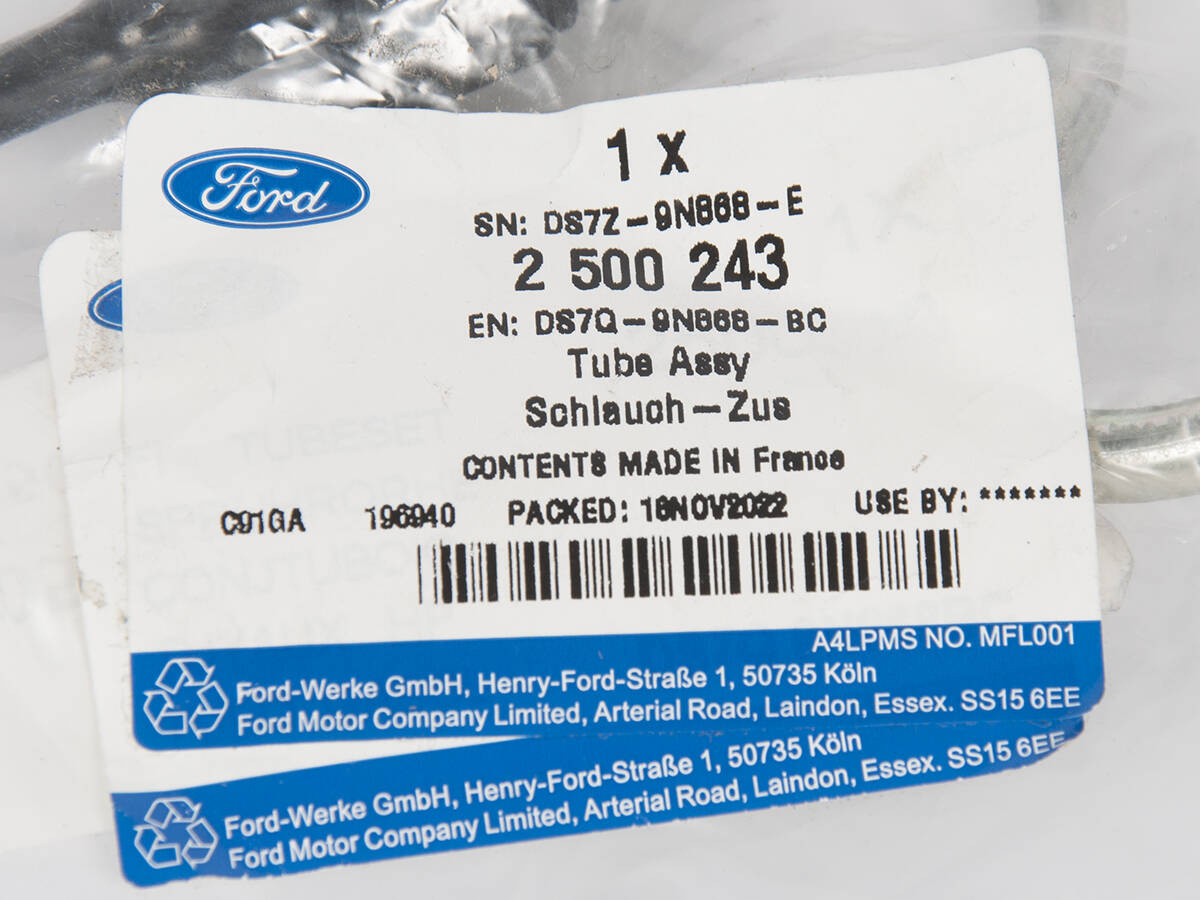 Ford
1 X
SN: DS7Z-9N868-E
2 500 243
EN: DS7Q-9N868-BC
Tube Assy
Schlauch-Zus
CONTENTS MADE IN France
C91GA 196940 PACKED: 18NOV2022 USE BY: *******
A4LPMS NO. MFL001
Ford-Werke GmbH, Henry-Ford-Straße 1, 50735 Köln
Ford Motor Company Limited, Arterial Road, Laindon, Essex. SS15 6EE
Ford-Werke GmbH, Henry-Ford-Straße 1, 50735 Köln
Ford Motor Company Limited, Arterial Road, Laindon, Essex. SS15 6EE